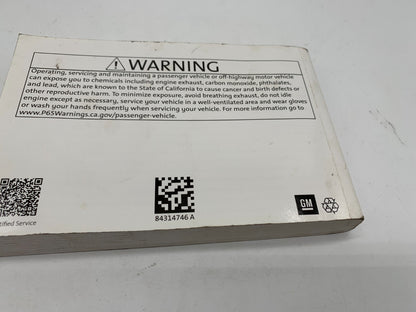 WARNING
Operating, servicing and maintaining a passenger vehicle or off-highway motor vehicle
can expose you to chemicals including engine exhaust, carbon monoxide, phthalates,
and lead, which are known to the State of California to cause cancer and birth defects or
other reproductive harm. To minimize exposure, avoid breathing exhaust, do not idle
engine except as necessary, service your vehicle in a well-ventilated area and wear gloves
or wash your hands frequently when servicing your vehicle. For more information go to
www.P65Warnings.ca.gov/passenger-vehicle.
84314746 A
GM
Service